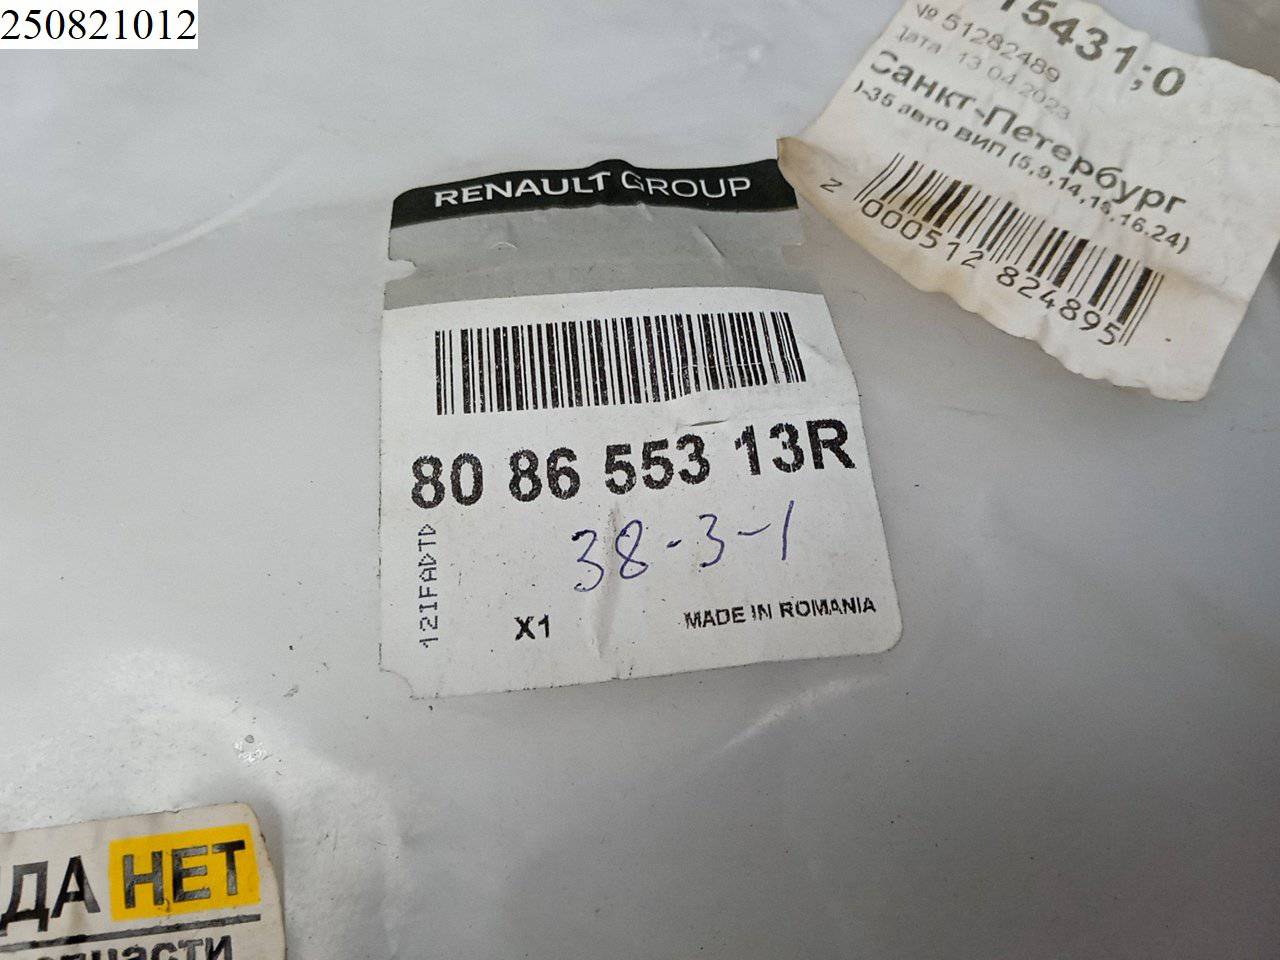 250821012
15431;0
№ 51282489
дата 13 04 2023
Санкт-Петербург
)-35 авто ВИП (5,9,14,15,16.24)
N
000512 824895
RENAULT GROUP
80 86 553 13R
38-3-1
12IFADTD
X1
MADE IN ROMANIA
ДА НЕТ